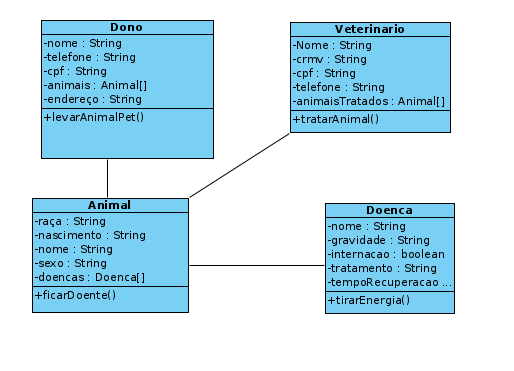 Dono
-nome : String
-telefone : String
-cpf : String
-animais : Animal[]
-endereço : String
+levarAnimalPet()
Veterinario
-Nome : String
-crmv : String
-cpf : String
-telefone : String
-animaisTratados : Animal[]
+tratarAnimal()
Animal
-raça : String
-nascimento : String
-nome : String
-sexo : String
-doencas : Doenca[]
+ficarDoente()
Doenca
-nome : String
-gravidade : String
-internacao : boolean
-tratamento : String
-tempoRecuperacao ...
+tirarEnergia()